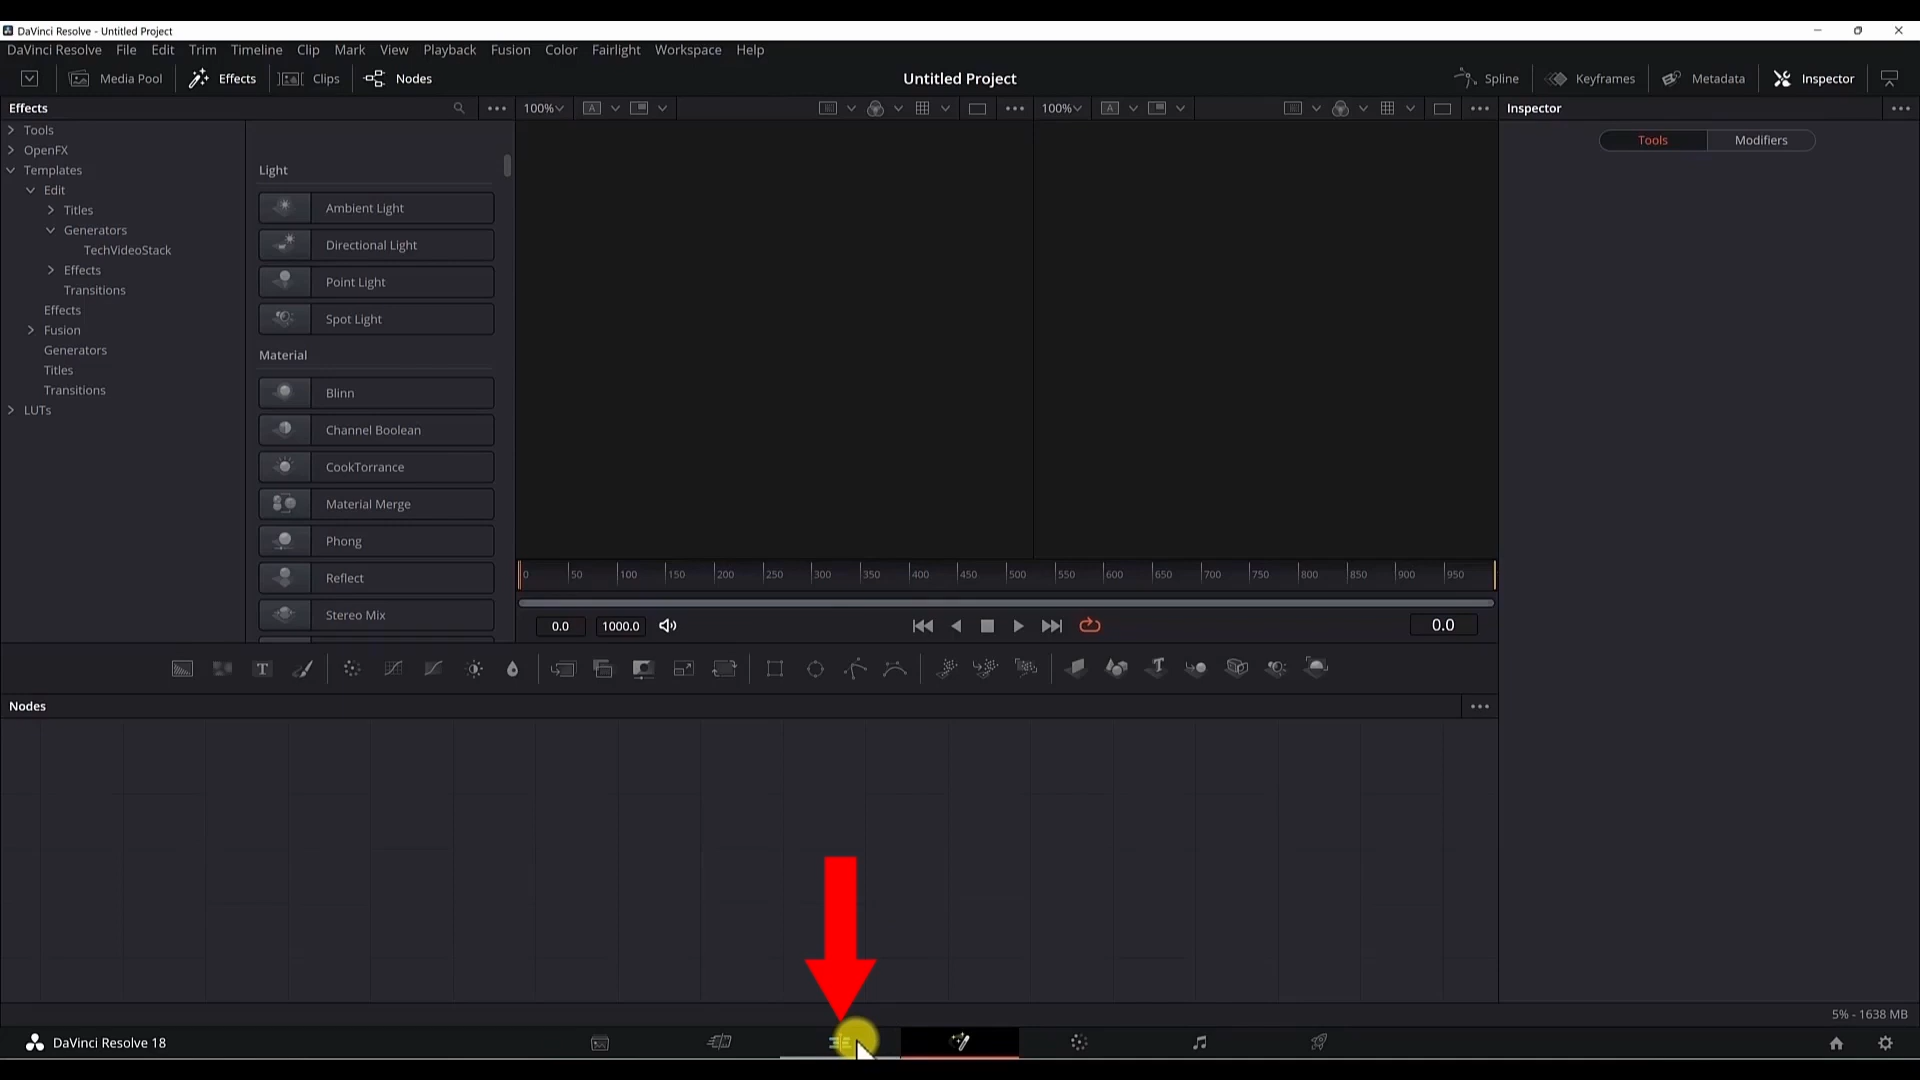 DaVinci Resolve - Untitled Project
DaVinci Resolve File Edit Trim Timeline Clip Mark View Playback Fusion Color Fairlight Workspace Help
Media Pool Effects Clips Nodes Untitled Project Spline Keyframes Metadata Inspector
Effects 100% A 100% A Inspector
Tools
OpenFX
Templates
Edit
Titles
Generators
TechVideoStack
Effects
Transitions
Effects
Fusion
Generators
Titles
Transitions
LUTs
Light
Ambient Light
Directional Light
Point Light
Spot Light
Material
Blinn
Channel Boolean
CookTorrance
Material Merge
Phong
Reflect
Stereo Mix
Tools Modifiers
0 50 100 150 200 250 300 350 400 450 500 550 600 650 700 750 800 850 900 950
0.0 1000.0 0.0
T T
Nodes
5% - 1638 MB
DaVinci Resolve 18